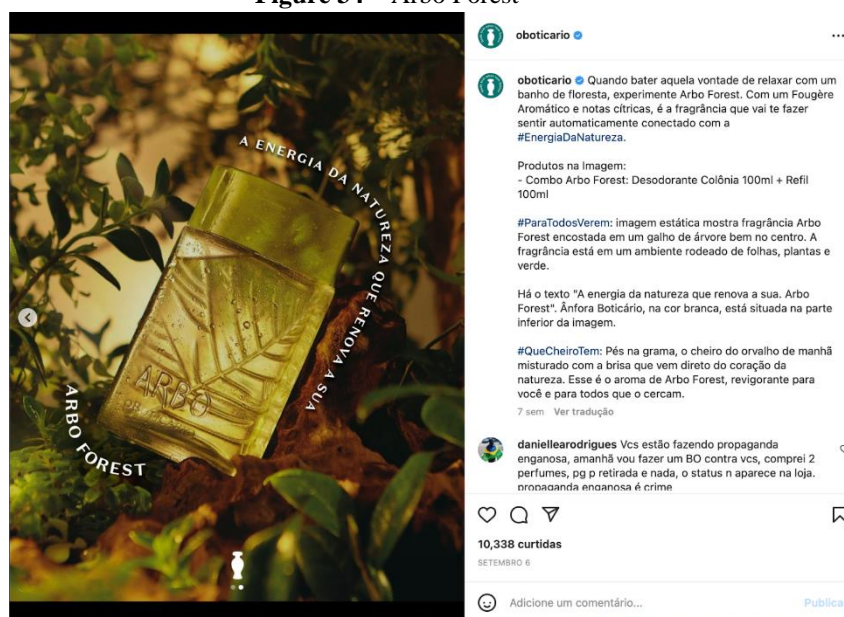 Figure 34 – Arbo Forest
A ENERGIA DA NATUREZA QUE RENOVA A SUA
ARBO
ARBO FOREST
oboticario
oboticario Quando bater aquela vontade de relaxar com um
banho de floresta, experimente Arbo Forest. Com um Fougère
Aromático e notas cítricas, é a fragrância que vai te fazer
sentir automaticamente conectado com a
#EnergiaDaNatureza.
Produtos na Imagem:
- Combo Arbo Forest: Desodorante Colônia 100ml + Refil
100ml
#ParaTodosVerem: imagem estática mostra fragrância Arbo
Forest encostada em um galho de árvore bem no centro. A
fragrância está em um ambiente rodeado de folhas, plantas e
verde.
Há o texto "A energia da natureza que renova a sua. Arbo
Forest". Ânfora Boticário, na cor branca, está situada na parte
inferior da imagem.
#QueCheiroTem: Pés na grama, o cheiro do orvalho de manhã
misturado com a brisa que vem direto do coração da
natureza. Esse é o aroma de Arbo Forest, revigorante para
você e para todos que o cercam.
7 sem Ver tradução
daniellearodrigues Vcs estão fazendo propaganda
enganosa, amanhã vou fazer um BO contra vcs, comprei 2
perfumes, pg p retirada e nada, o status n aparece na loja.
propaganda enganosa é crime
10,338 curtidas
SETEMBRO 6
Adicione um comentário...
Publica